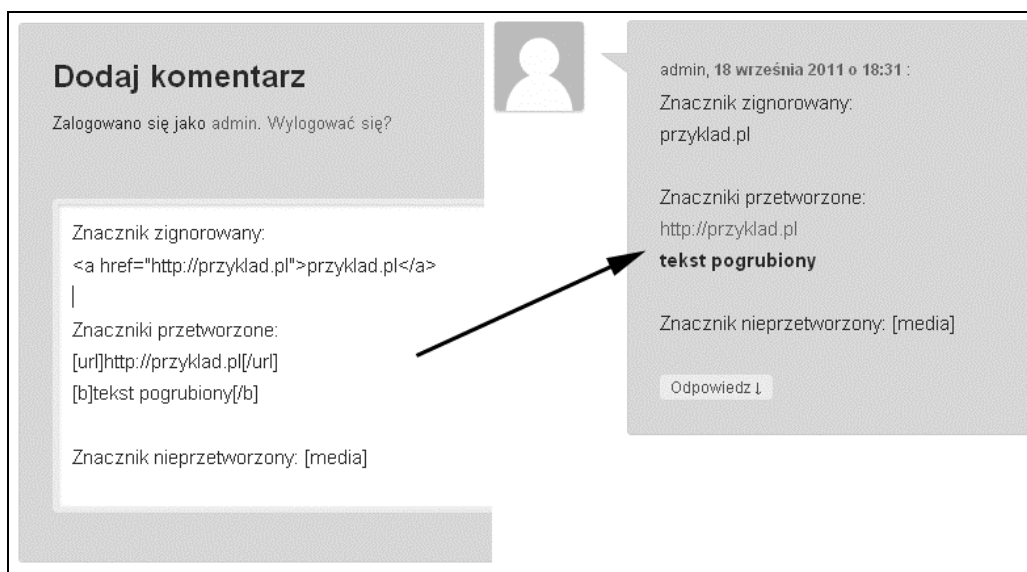 Dodaj komentarz
Zalogowano się jako admin. Wylogować się?
Znacznik zignorowany:
<a href="http://przyklad.pl">przyklad.pl</a>
Znaczniki przetworzone:
[url]http://przyklad.pl[/url]
[b]tekst pogrubiony[/b]
Znacznik nieprzetworzony: [media]
admin, 18 września 2011 o 18:31 :
Znacznik zignorowany:
przyklad.pl
Znaczniki przetworzone:
http://przyklad.pl
tekst pogrubiony
Znacznik nieprzetworzony: [media]
Odpowiedz ↓